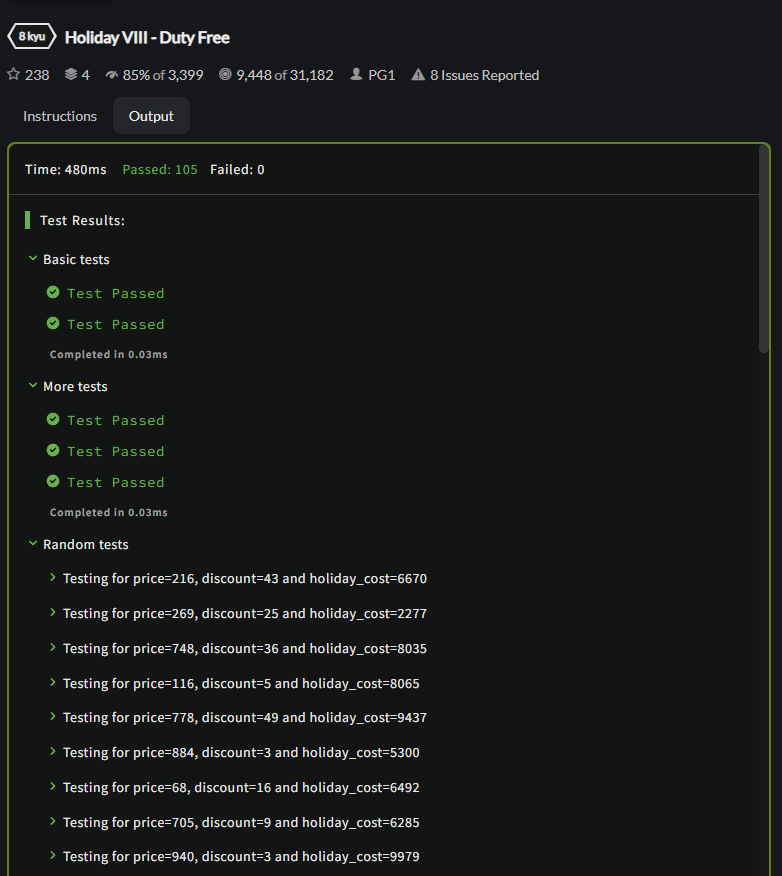 8 kyu Holiday VIII - Duty Free
238 4 85% of 3,399 9,448 of 31,182 PG1 8 Issues Reported
Instructions Output
Time: 480ms Passed: 105 Failed: 0
Test Results:
Basic tests
Test Passed
Test Passed
Completed in 0.03ms
More tests
Test Passed
Test Passed
Test Passed
Completed in 0.03ms
Random tests
Testing for price=216, discount=43 and holiday_cost=6670
Testing for price=269, discount=25 and holiday_cost=2277
Testing for price=748, discount=36 and holiday_cost=8035
Testing for price=116, discount=5 and holiday_cost=8065
Testing for price=778, discount=49 and holiday_cost=9437
Testing for price=884, discount=3 and holiday_cost=5300
Testing for price=68, discount=16 and holiday_cost=6492
Testing for price=705, discount=9 and holiday_cost=6285
Testing for price=940, discount=3 and holiday_cost=9979